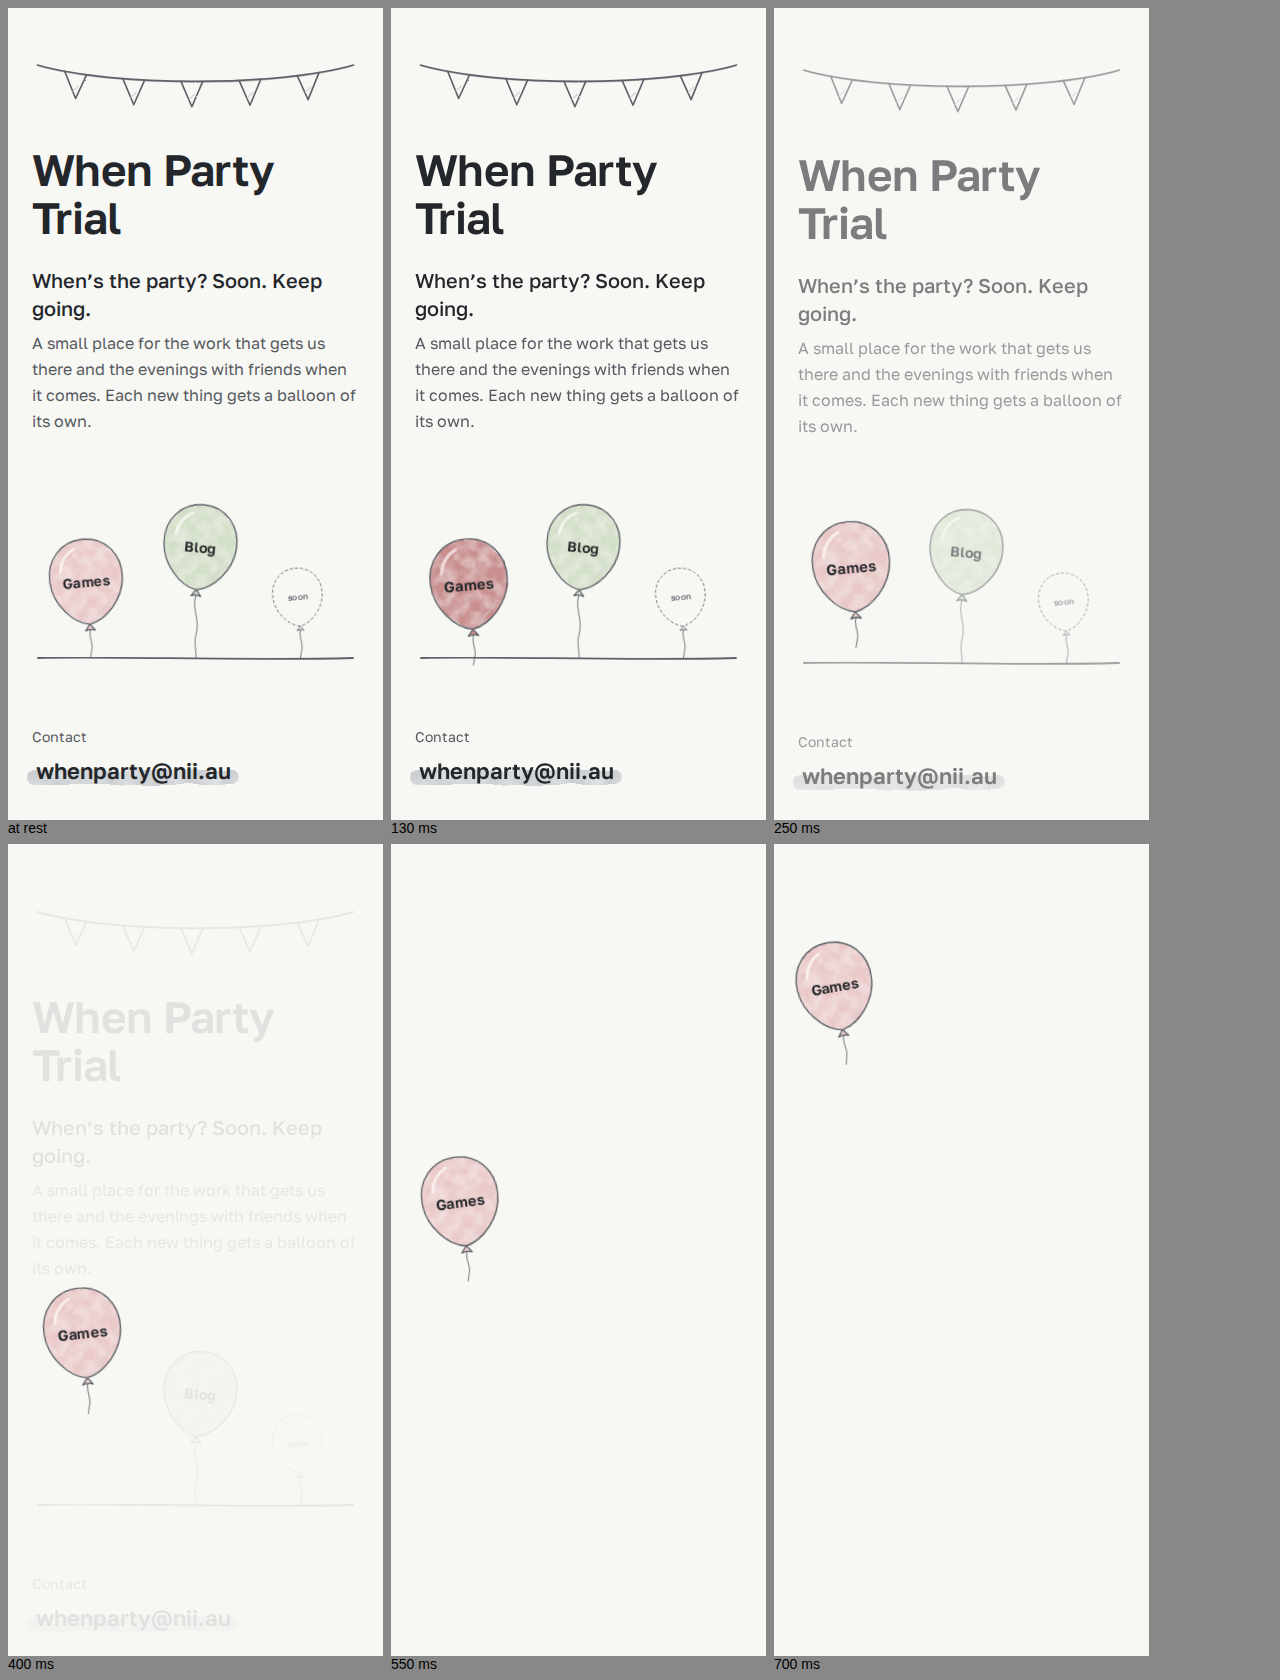 When Party
Trial
When’s the party? Soon. Keep
going.
A small place for the work that gets us
there and the evenings with friends when
it comes. Each new thing gets a balloon of
its own.
Games
Blog
soon
Contact
whenparty@nii.au
at rest
When Party
Trial
When’s the party? Soon. Keep
going.
A small place for the work that gets us
there and the evenings with friends when
it comes. Each new thing gets a balloon of
its own.
Games
Blog
soon
Contact
whenparty@nii.au
130 ms
When Party
Trial
When’s the party? Soon. Keep
going.
A small place for the work that gets us
there and the evenings with friends when
it comes. Each new thing gets a balloon of
its own.
Games
Blog
soon
Contact
whenparty@nii.au
250 ms
When Party
Trial
When’s the party? Soon. Keep
going.
A small place for the work that gets us
there and the evenings with friends when
it comes. Each new thing gets a balloon of
its own.
Games
Blog
soon
Contact
whenparty@nii.au
400 ms
Games
550 ms
Games
700 ms